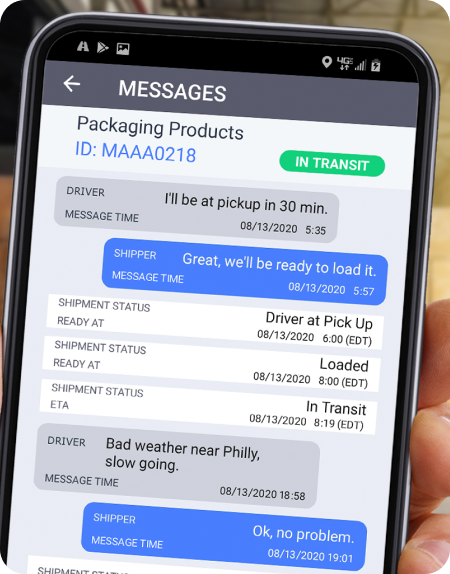 4GE
MESSAGES
Packaging Products
ID: MAAA0218
IN TRANSIT
DRIVER I'll be at pickup in 30 min.
MESSAGE TIME 08/13/2020 5:35
SHIPPER Great, we'll be ready to load it.
MESSAGE TIME 08/13/2020 5:57
SHIPMENT STATUS Driver at Pick Up
READY AT 08/13/2020 6:00 (EDT)
SHIPMENT STATUS Loaded
READY AT 08/13/2020 8:00 (EDT)
SHIPMENT STATUS In Transit
ETA 08/13/2020 8:19 (EDT)
DRIVER Bad weather near Philly,
slow going.
MESSAGE TIME 08/13/2020 18:58
SHIPPER Ok, no problem.
MESSAGE TIME 08/13/2020 19:01
SHIPMENT STATUS